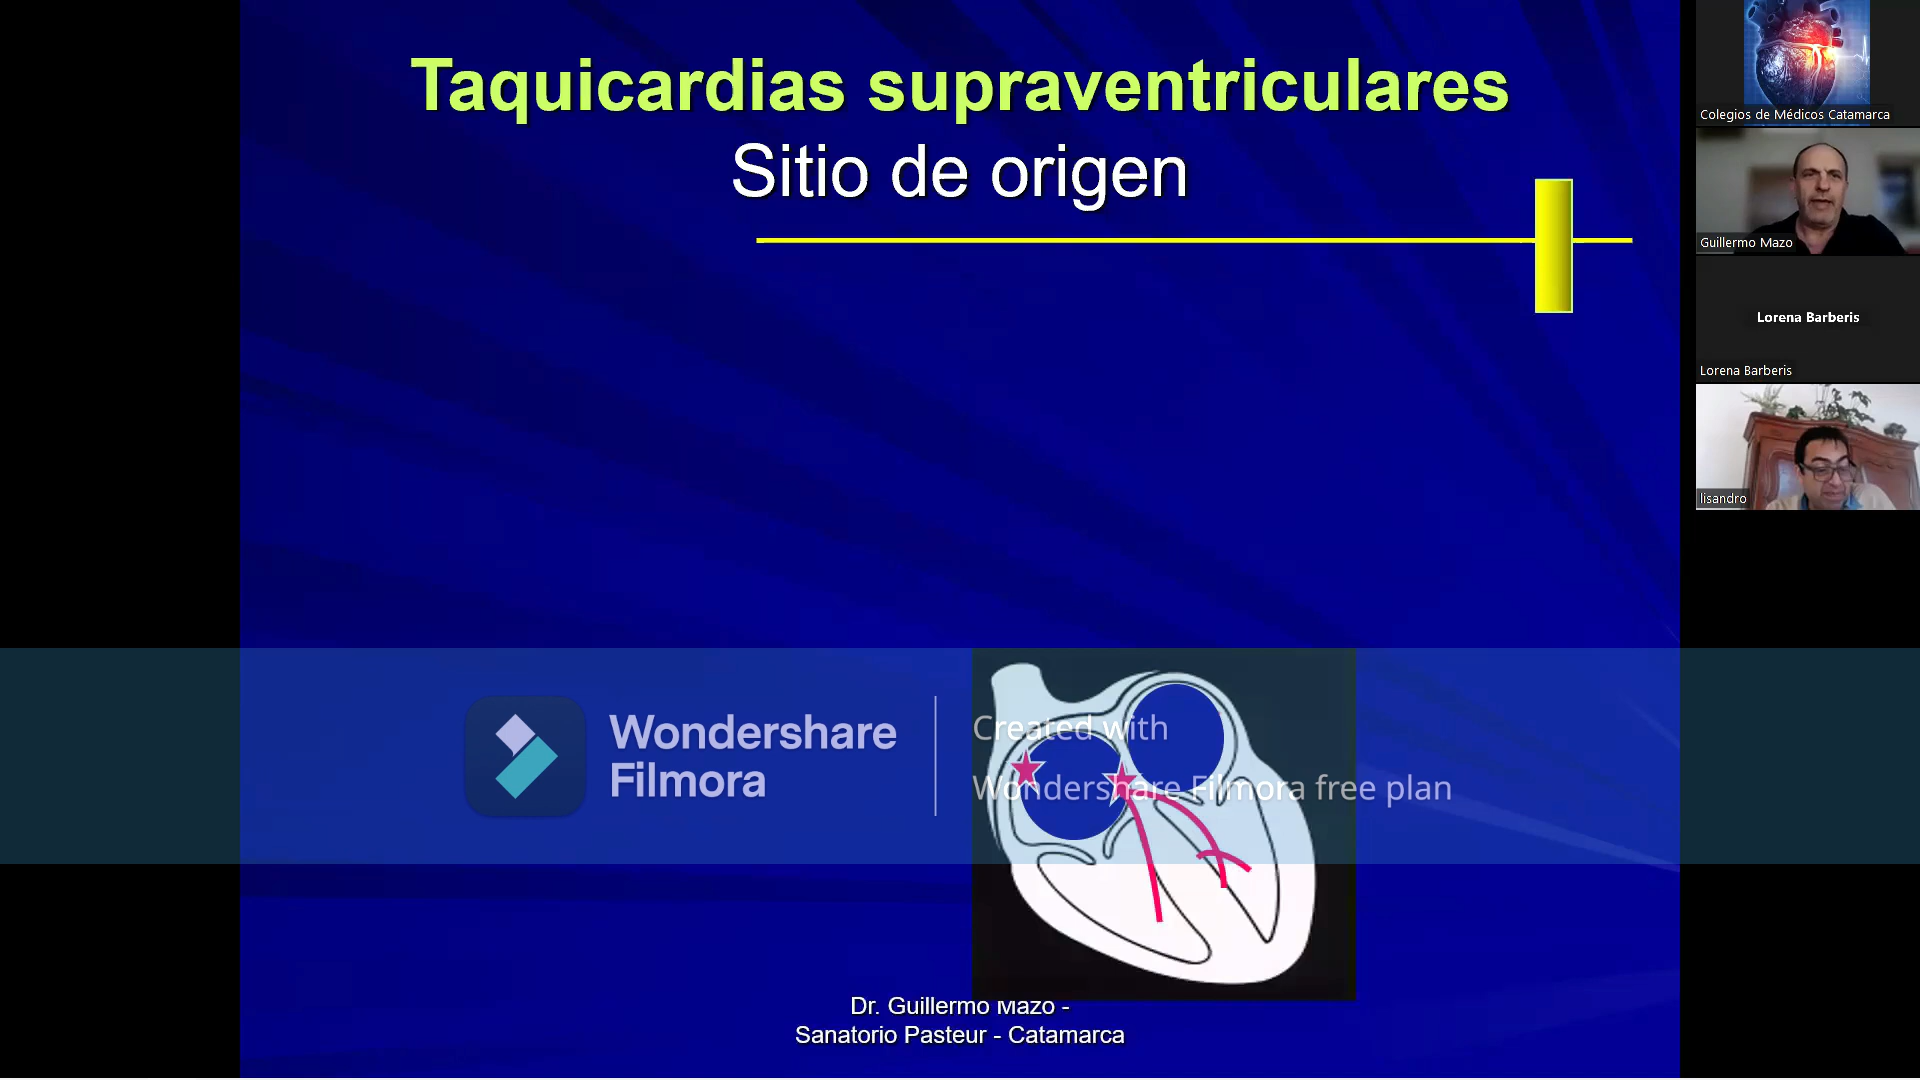 Taquicardias supraventriculares
Sitio de origen
Colegios de Médicos Catamarca
Guillermo Mazo
Lorena Barberis
Lorena Barberis
lisandro
Wondershare
Filmora
Created with
Wondershare Filmora free plan
Dr. Guillermo Mazo -
Sanatorio Pasteur - Catamarca